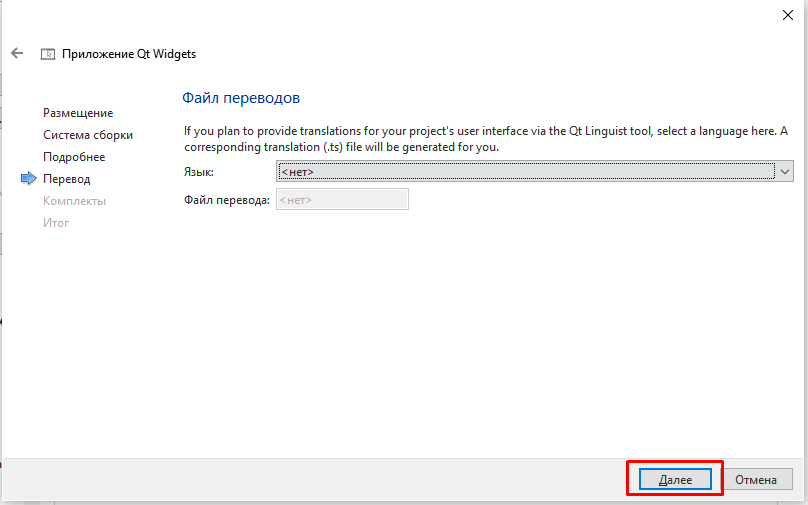 Приложение Qt Widgets
Размещение
Система сборки
Подробнее
Перевод
Комплекты
Итог
Файл переводов
If you plan to provide translations for your project's user interface via the Qt Linguist tool, select a language here. A
corresponding translation (.ts) file will be generated for you.
Язык: <нет>
Файл перевода: <нет>
Далее Отмена